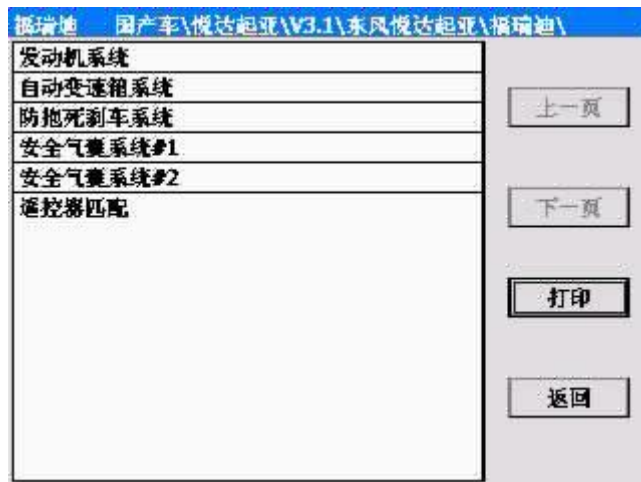 福瑞迪 国产车\悦达起亚\V3.1\东风悦达起亚\福瑞迪\
发动机系统
自动变速箱系统
防抱死刹车系统
安全气囊系统#1
安全气囊系统#2
遥控器匹配
上一页
下一页
打印
返回